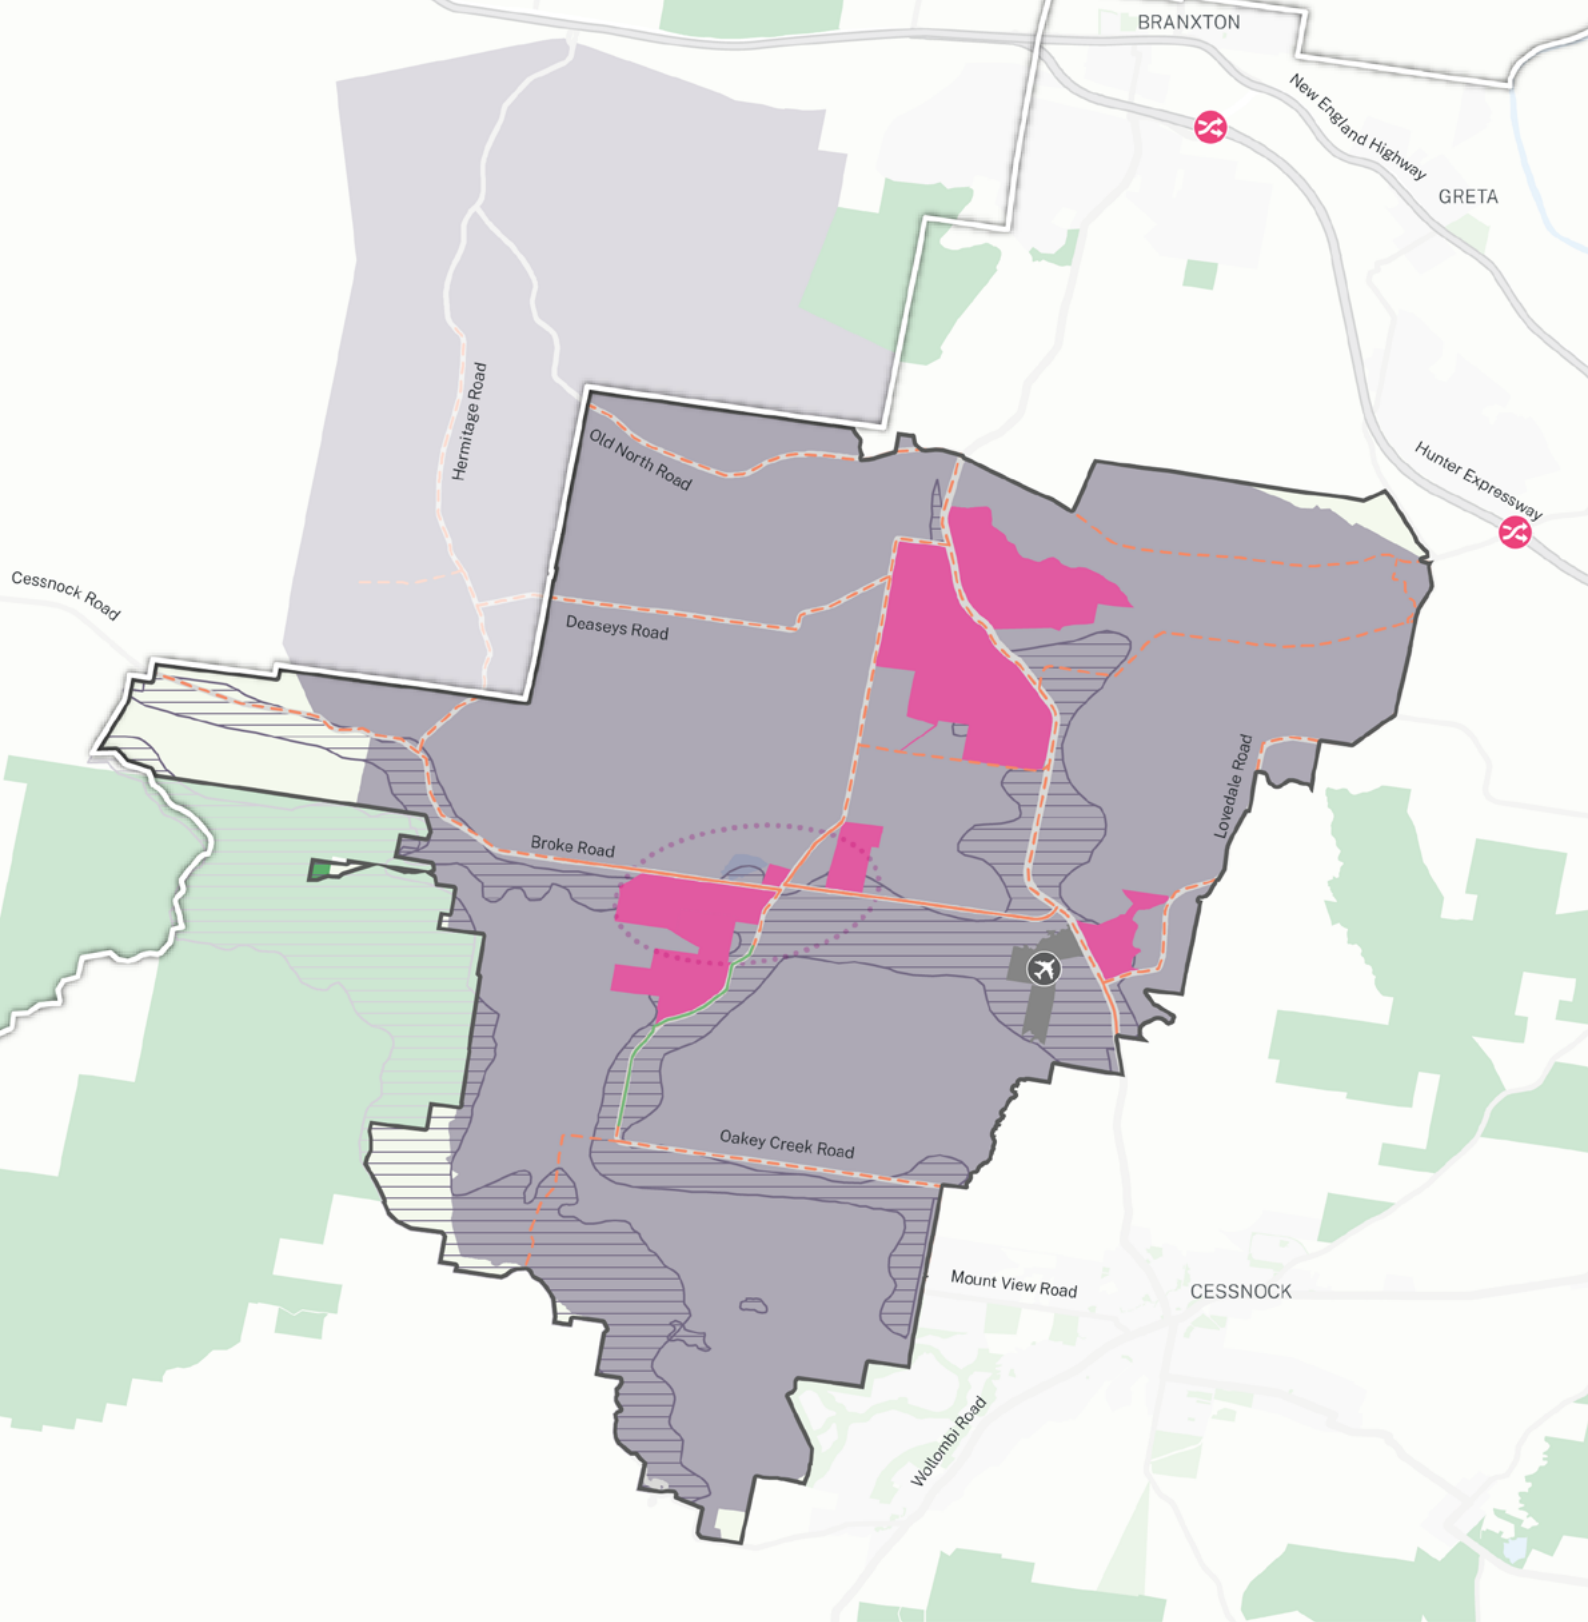 BRANXTON
New England Highway
GRETA
Hermitage Road
Old North Road
Hunter Expressway
Cessnock Road
Deaseys Road
Lovedale Road
Broke Road
Oakey Creek Road
Mount View Road
CESSNOCK
Wollombi Road